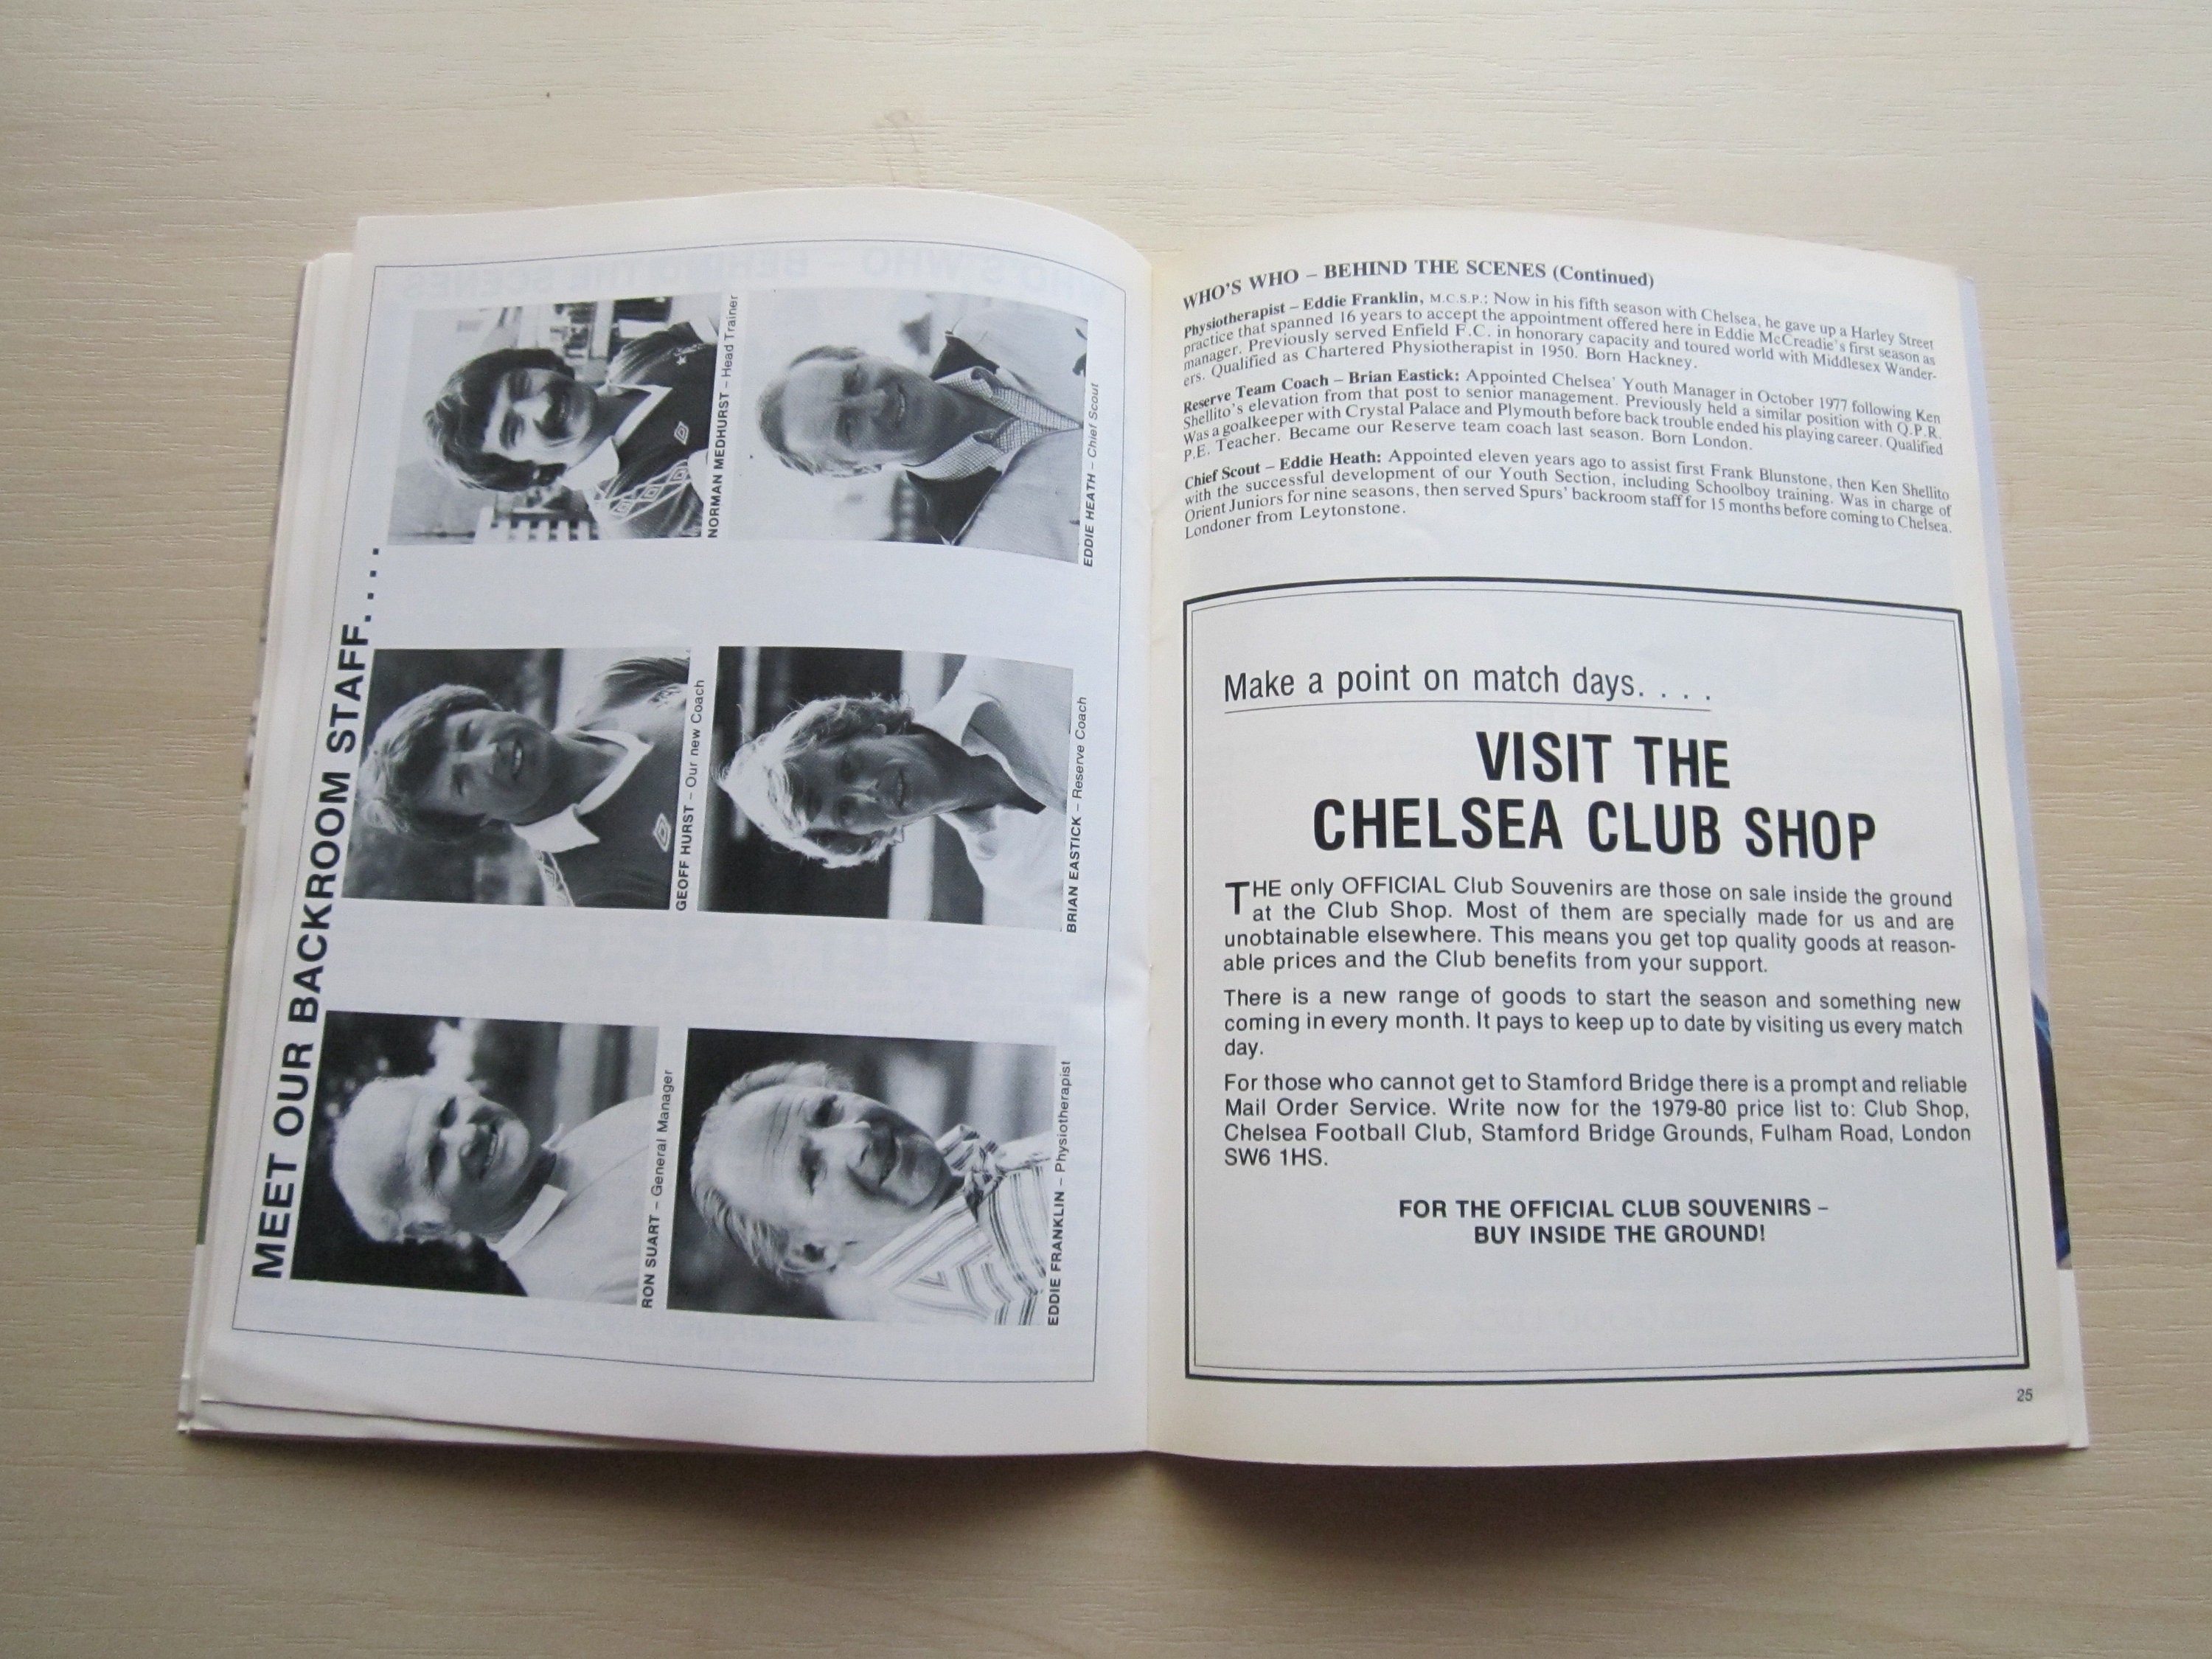 MEET OUR BACKROOM STAFF. . . .
RON SUART – General Manager
GEOFF HURST – Our new Coach
NORMAN MEDHURST – Head Trainer
EDDIE FRANKLIN – Physiotherapist
BRIAN EASTICK – Reserve Coach
EDDIE HEATH – Chief Scout
WHO'S WHO – BEHIND THE SCENES (Continued)
Physiotherapist – Eddie Franklin, M.C.S.P.: Now in his fifth season with Chelsea, he gave up a Harley Street
practice that spanned 16 years to accept the appointment offered here in Eddie McCreadie's first season as
manager. Previously served Enfield F.C. in honorary capacity and toured world with Middlesex Wander-
ers. Qualified as Chartered Physiotherapist in 1950. Born Hackney.
Reserve Team Coach – Brian Eastick: Appointed Chelsea' Youth Manager in October 1977 following Ken
Shellito's elevation from that post to senior management. Previously held a similar position with Q.P.R.
Was a goalkeeper with Crystal Palace and Plymouth before back trouble ended his playing career. Qualified
P.E. Teacher. Became our Reserve team coach last season. Born London.
Chief Scout – Eddie Heath: Appointed eleven years ago to assist first Frank Blunstone, then Ken Shellito
with the successful development of our Youth Section, including Schoolboy training. Was in charge of
Orient Juniors for nine seasons, then served Spurs' backroom staff for 15 months before coming to Chelsea.
Londoner from Leytonstone.
Make a point on match days. . . .
VISIT THE
CHELSEA CLUB SHOP
THE only OFFICIAL Club Souvenirs are those on sale inside the ground
at the Club Shop. Most of them are specially made for us and are
unobtainable elsewhere. This means you get top quality goods at reason-
able prices and the Club benefits from your support.
There is a new range of goods to start the season and something new
coming in every month. It pays to keep up to date by visiting us every match
day.
For those who cannot get to Stamford Bridge there is a prompt and reliable
Mail Order Service. Write now for the 1979-80 price list to: Club Shop,
Chelsea Football Club, Stamford Bridge Grounds, Fulham Road, London
SW6 1HS.
FOR THE OFFICIAL CLUB SOUVENIRS –
BUY INSIDE THE GROUND!
25